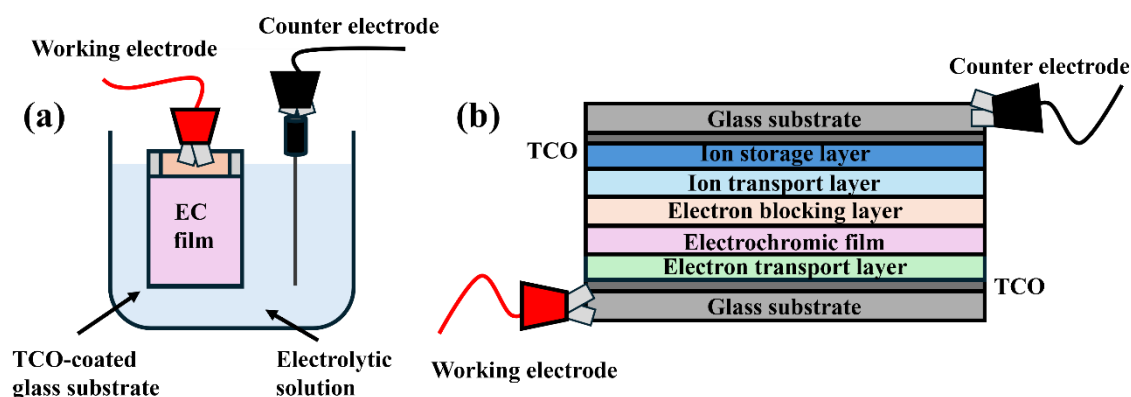 (a)
Working electrode
Counter electrode
EC
film
TCO-coated
glass substrate
Electrolytic
solution
(b)
Counter electrode
Glass substrate
TCO
Ion storage layer
Ion transport layer
Electron blocking layer
Electrochromic film
Electron transport layer
TCO
Glass substrate
Working electrode